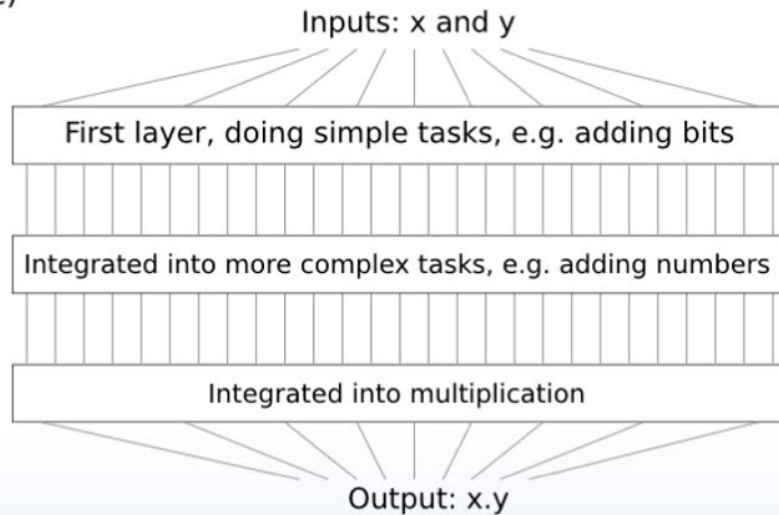 Inputs: x and y
First layer, doing simple tasks, e.g. adding bits
Integrated into more complex tasks, e.g. adding numbers
Integrated into multiplication
Output: x.y